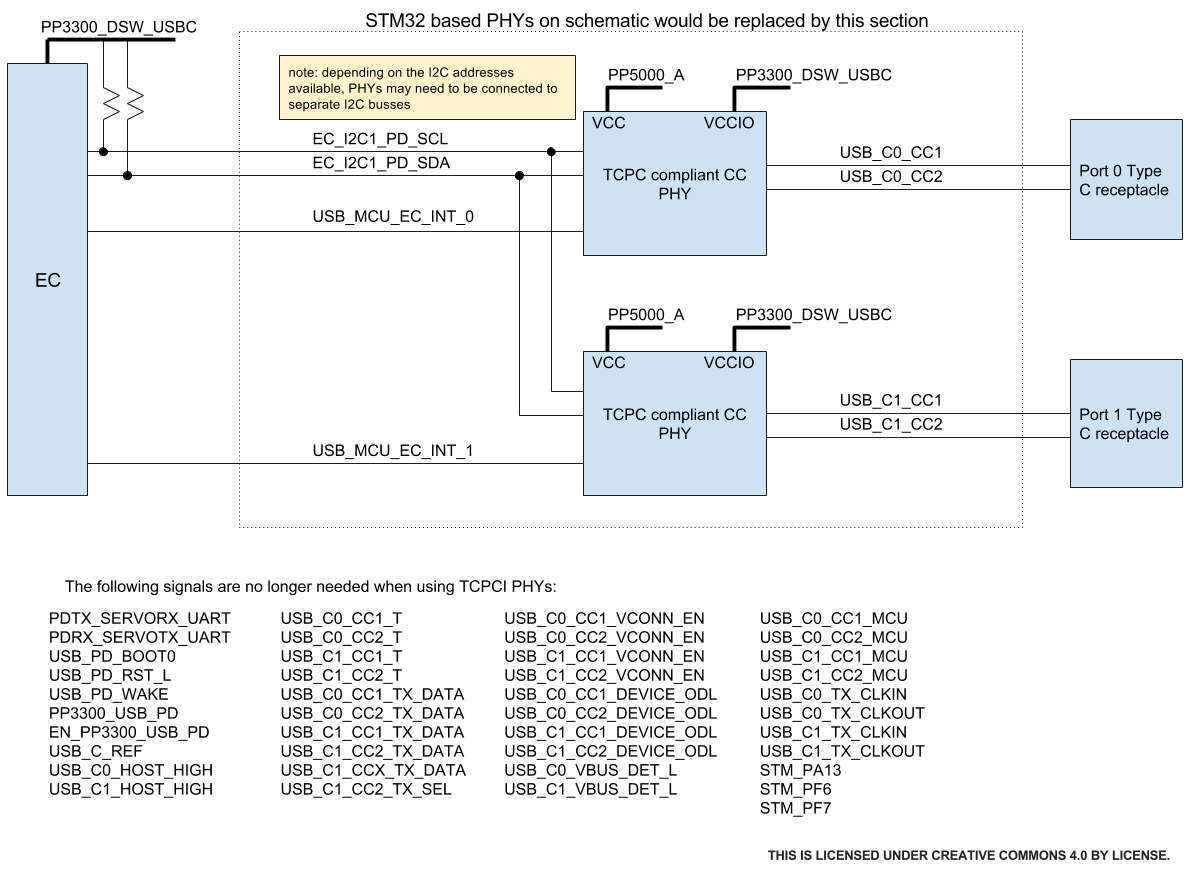 STM32 based PHYs on schematic would be replaced by this section
PP3300_DSW_USBC
note: depending on the I2C addresses
available, PHYs may need to be connected to
separate I2C busses
PP5000_A
PP3300_DSW_USBC
VCC
VCCIO
EC_I2C1_PD_SCL
EC_I2C1_PD_SDA
TCPC compliant CC
PHY
USB_C0_CC1
USB_C0_CC2
Port 0 Type
C receptacle
USB_MCU_EC_INT_0
EC
PP5000_A
PP3300_DSW_USBC
VCC
VCCIO
TCPC compliant CC
PHY
USB_C1_CC1
USB_C1_CC2
Port 1 Type
C receptacle
USB_MCU_EC_INT_1
The following signals are no longer needed when using TCPCI PHYs:
PDTX_SERVORX_UART
PDRX_SERVOTX_UART
USB_PD_BOOT0
USB_PD_RST_L
USB_PD_WAKE
PP3300_USB_PD
EN_PP3300_USB_PD
USB_C_REF
USB_C0_HOST_HIGH
USB_C1_HOST_HIGH
USB_C0_CC1_T
USB_C0_CC2_T
USB_C1_CC1_T
USB_C1_CC2_T
USB_C0_CC1_TX_DATA
USB_C0_CC2_TX_DATA
USB_C1_CC1_TX_DATA
USB_C1_CC2_TX_DATA
USB_C1_CCX_TX_DATA
USB_C1_CC2_TX_SEL
USB_C0_CC1_VCONN_EN
USB_C0_CC2_VCONN_EN
USB_C1_CC1_VCONN_EN
USB_C1_CC2_VCONN_EN
USB_C0_CC1_DEVICE_ODL
USB_C0_CC2_DEVICE_ODL
USB_C1_CC1_DEVICE_ODL
USB_C1_CC2_DEVICE_ODL
USB_C0_VBUS_DET_L
USB_C1_VBUS_DET_L
USB_C0_CC1_MCU
USB_C0_CC2_MCU
USB_C1_CC1_MCU
USB_C1_CC2_MCU
USB_C0_TX_CLKIN
USB_C0_TX_CLKOUT
USB_C1_TX_CLKIN
USB_C1_TX_CLKOUT
STM_PA13
STM_PF6
STM_PF7
THIS IS LICENSED UNDER CREATIVE COMMONS 4.0 BY LICENSE.